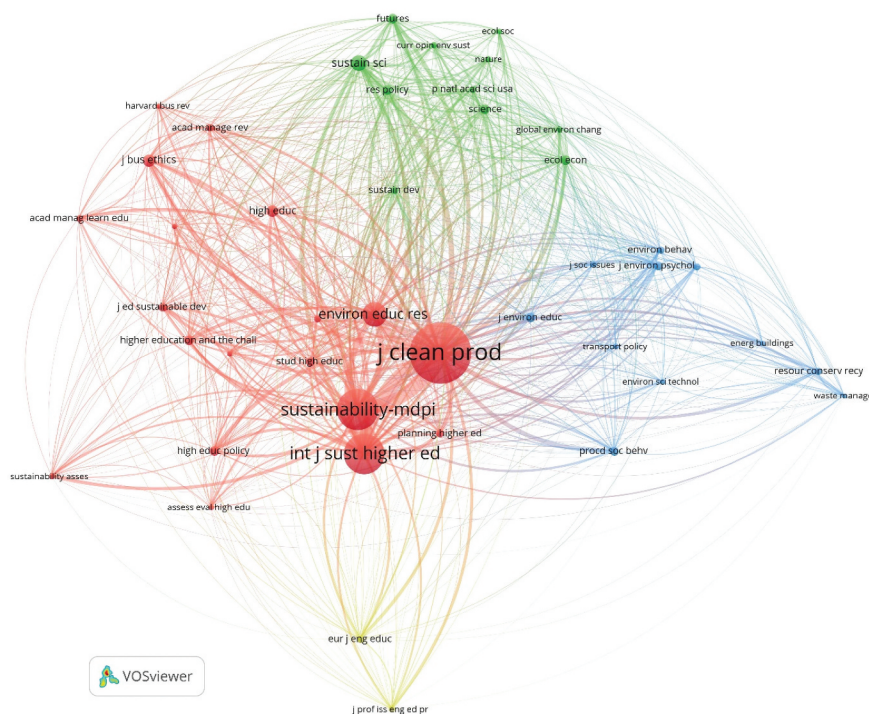 futures
ecol soc
curr opin env sust
sustain sci
nature
res policy
p natl acad sci usa
harvard bus rev
science
acad manage rev
global environ chang
j bus ethics
ecol econ
sustain dev
high educ
acad manag learn edu
environ behav
j soc issues
j environ psychol
j ed sustainable dev
environ educ res
j environ educ
higher education and the chall
energ buildings
transport policy
j clean prod
stud high educ
resour conserv recy
environ sci technol
waste manage
sustainability-mdpi
planning higher ed
high educ policy
int j sust higher ed
procd soc behv
sustainability asses
assess eval high edu
eur j eng educ
VOSviewer
j prof iss eng ed pr